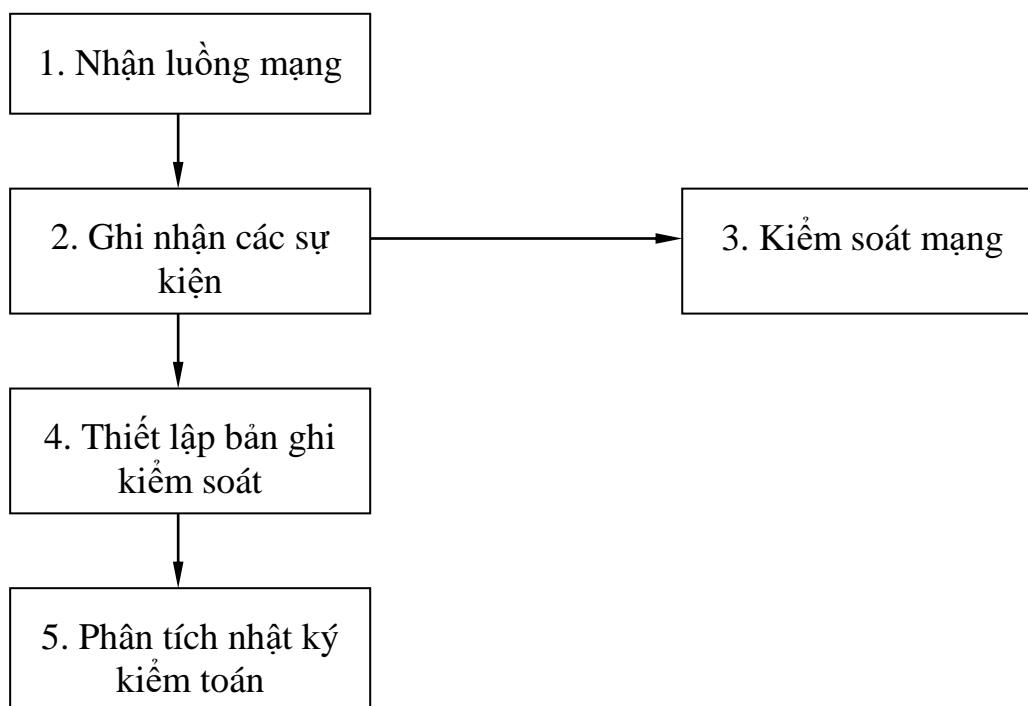 1. Nhận luồng mạng
2. Ghi nhận các sự
kiện
3. Kiểm soát mạng
4. Thiết lập bản ghi
kiểm soát
5. Phân tích nhật ký
kiểm toán